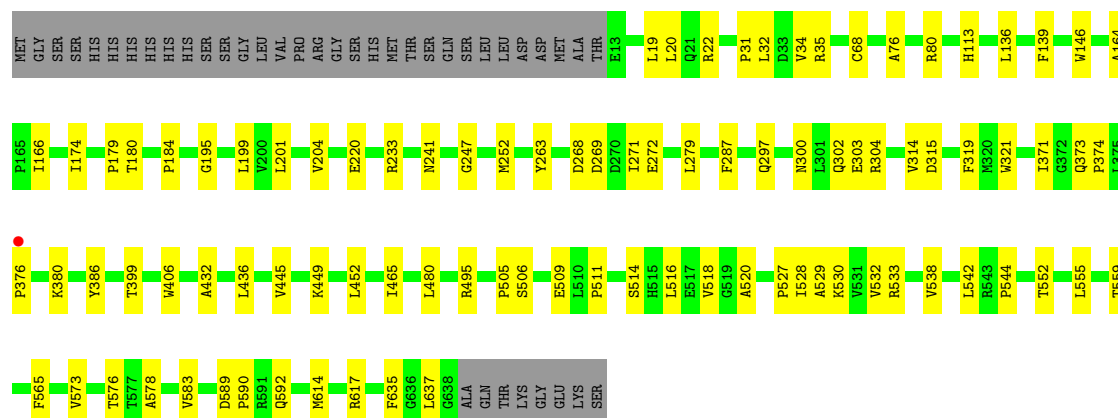 MET GLY SER SER HIS HIS HIS HIS HIS HIS SER SER GLY LEU VAL PRO ARG GLY SER HIS MET THR SER GLN SER LEU LEU ASP ASP MET ALA THR E13 L19 L20 Q21 R22 P31 L32 D33 V34 R35 C68 A76 R80 H113 L136 F139 W146 A164
P165 I166 I174 P179 T180 P184 G195 L199 V200 L201 V204 E220 R233 N241 G247 M252 Y263 D268 D269 D270 I271 E272 L279 F287 Q297 N300 L301 Q302 E303 R304 V314 D315 F319 M320 W321 I371 G372 Q373 P374 L375
P376 K380 Y386 T399 W406 A432 L436 V445 K449 L452 I465 L480 R495 P505 S506 E509 L510 P511 S514 H515 L516 E517 V518 G519 A520 P527 I528 A529 K530 V531 V532 R533 V538 L542 R543 P544 T552 L555 T559
F565 V573 T576 T577 A578 V583 D589 P590 R591 Q592 M614 R617 F635 G636 L637 G638 ALA GLN THR LYS GLY GLU LYS SER